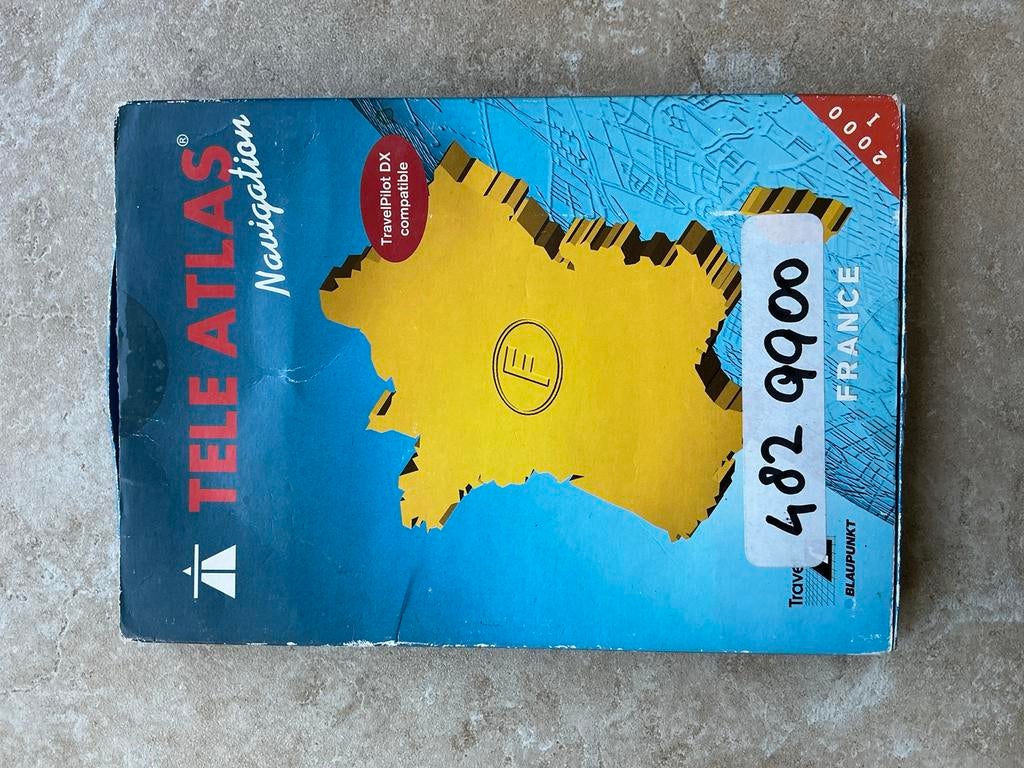 TELE ATLAS®
Navigation
TravelPilot DX
compatible
F
482 9900
FRANCE
BLAUPUNKT
2000
1